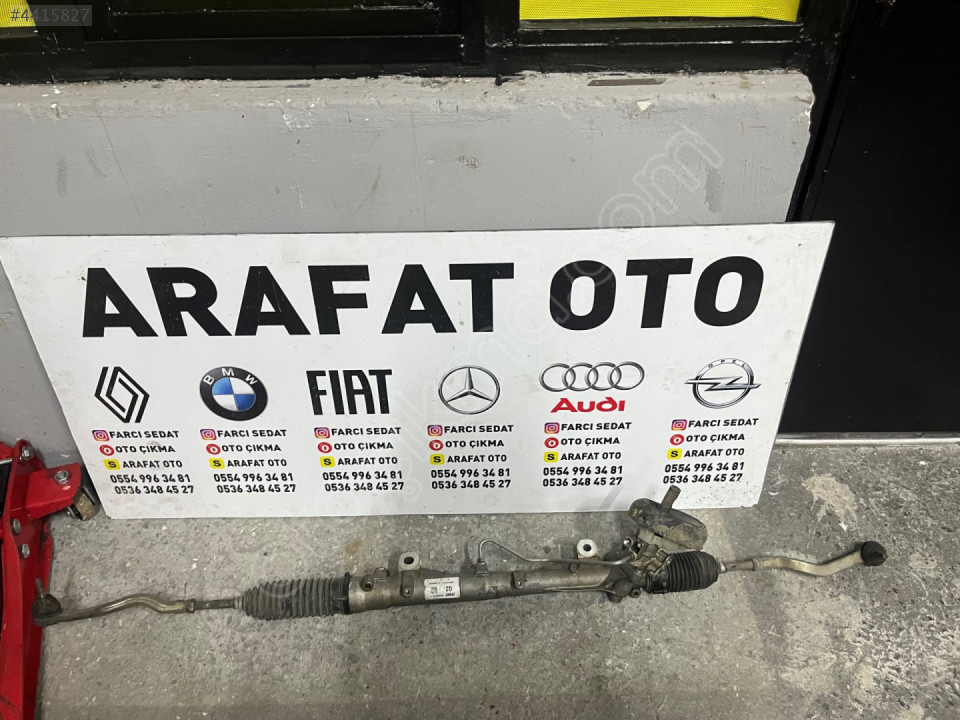 #4415827
ARAFAT OTO
BMW
FIAT
Audi
OPEL
FARCI SEDAT
OTO ÇIKMA
S ARAFAT OTO
0554 996 34 81
0536 348 45 27
FARCI SEDAT
OTO ÇIKMA
S ARAFAT OTO
0554 996 34 81
0536 348 45 27
FARCI SEDAT
OTO ÇIKMA
S ARAFAT OTO
0554 996 34 81
0536 348 45 27
FARCI SEDAT
OTO ÇIKMA
S ARAFAT OTO
0554 996 34 81
0536 348 45 27
FARCI SEDAT
OTO ÇIKMA
S ARAFAT OTO
0554 996 34 81
0536 348 45 27
FARCI SEDAT
OTO ÇIKMA
S ARAFAT OTO
0554 996 34 81
0536 348 45 27